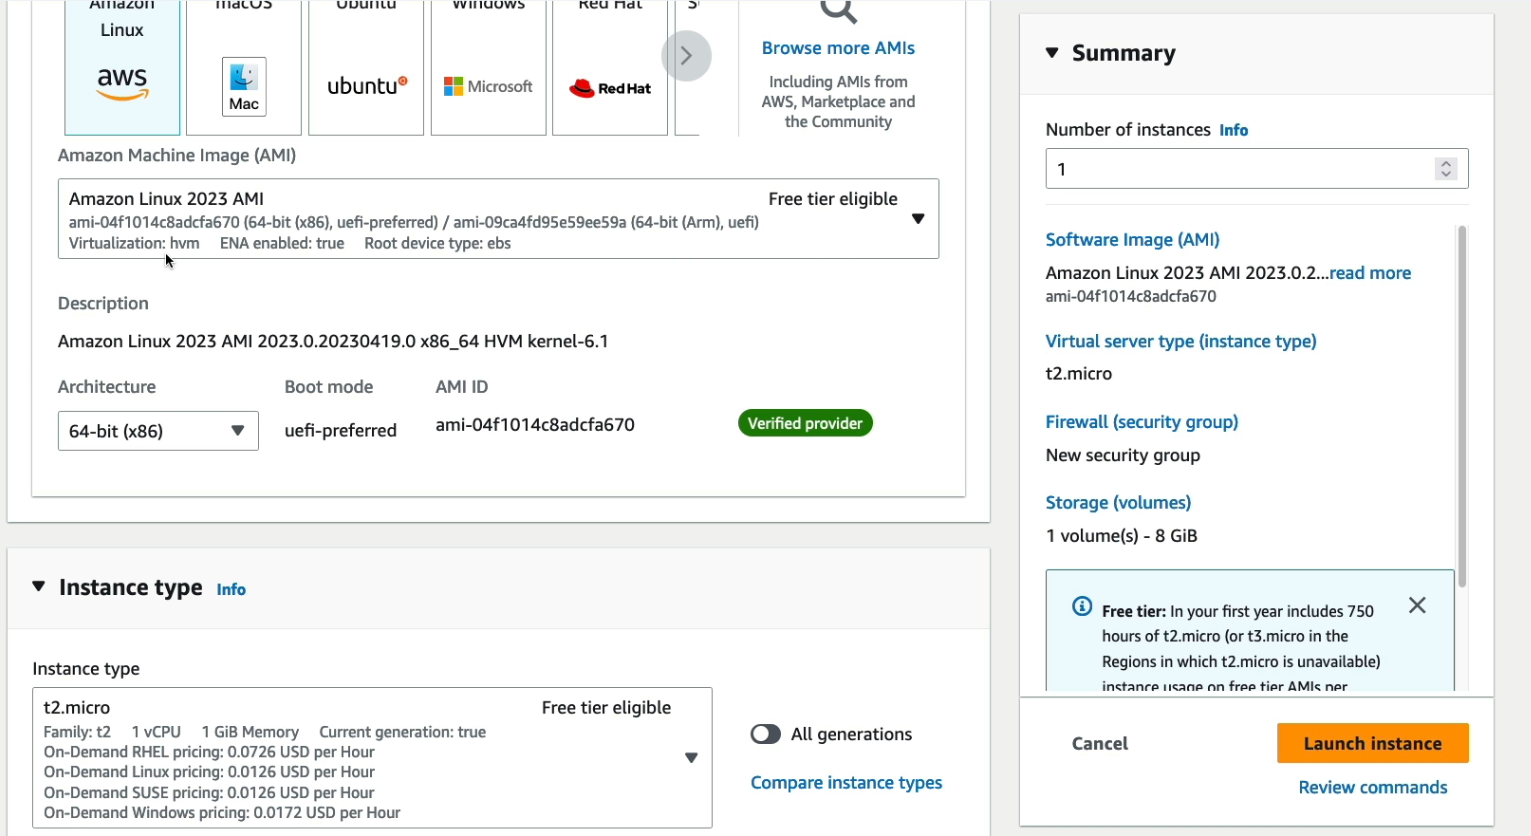 Amazon
Linux
aws
macOS
Mac
Ubuntu
ubuntu
Windows
Microsoft
Red Hat
Red Hat
S
Browse more AMIs
Including AMIs from
AWS, Marketplace and
the Community
Amazon Machine Image (AMI)
Amazon Linux 2023 AMI
Free tier eligible
ami-04f1014c8adcfa670 (64-bit (x86), uefi-preferred) / ami-09ca4fd95e59ee59a (64-bit (Arm), uefi)
Virtualization: hvm ENA enabled: true Root device type: ebs
Description
Amazon Linux 2023 AMI 2023.0.20230419.0 x86_64 HVM kernel-6.1
Architecture
64-bit (x86)
Boot mode
uefi-preferred
AMI ID
ami-04f1014c8adcfa670
Verified provider
Instance type Info
Instance type
t2.micro
Free tier eligible
Family: t2 1 vCPU 1 GiB Memory Current generation: true
On-Demand RHEL pricing: 0.0726 USD per Hour
On-Demand Linux pricing: 0.0126 USD per Hour
On-Demand SUSE pricing: 0.0126 USD per Hour
On-Demand Windows pricing: 0.0172 USD per Hour
All generations
Compare instance types
Summary
Number of instances Info
1
Software Image (AMI)
Amazon Linux 2023 AMI 2023.0.2...read more
ami-04f1014c8adcfa670
Virtual server type (instance type)
t2.micro
Firewall (security group)
New security group
Storage (volumes)
1 volume(s) - 8 GiB
Free tier: In your first year includes 750
hours of t2.micro (or t3.micro in the
Regions in which t2.micro is unavailable)
instance usage on free tier AMIs per
Cancel
Launch instance
Review commands